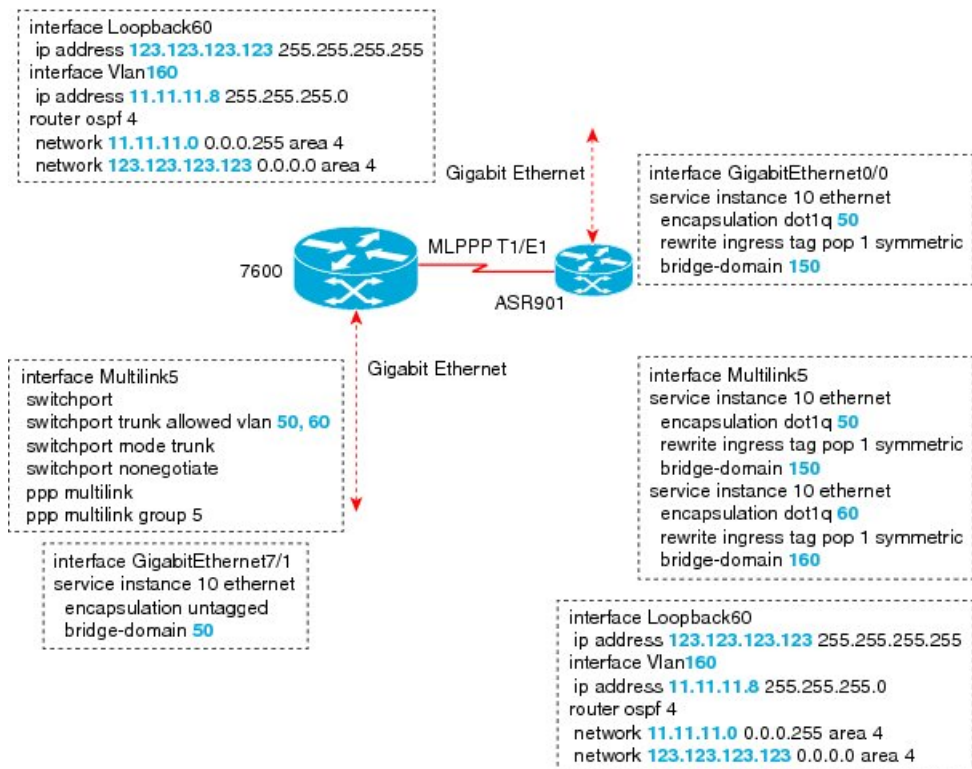 interface Loopback60
ip address 123.123.123.123 255.255.255.255
interface Vlan160
ip address 11.11.11.8 255.255.255.0
router ospf 4
network 11.11.11.0 0.0.0.255 area 4
network 123.123.123.123 0.0.0.0 area 4
Gigabit Ethernet
interface GigabitEthernet0/0
service instance 10 ethernet
encapsulation dot1q 50
rewrite ingress tag pop 1 symmetric
bridge-domain 150
MLPPP T1/E1
7600
ASR901
Gigabit Ethernet
interface Multilink5
switchport
switchport trunk allowed vlan 50, 60
switchport mode trunk
switchport nonegotiate
ppp multilink
ppp multilink group 5
interface GigabitEthernet7/1
service instance 10 ethernet
encapsulation untagged
bridge-domain 50
interface Multilink5
service instance 10 ethernet
encapsulation dot1q 50
rewrite ingress tag pop 1 symmetric
bridge-domain 150
service instance 10 ethernet
encapsulation dot1q 60
rewrite ingress tag pop 1 symmetric
bridge-domain 160
interface Loopback60
ip address 123.123.123.123 255.255.255.255
interface Vlan160
ip address 11.11.11.8 255.255.255.0
router ospf 4
network 11.11.11.0 0.0.0.255 area 4
network 123.123.123.123 0.0.0.0 area 4